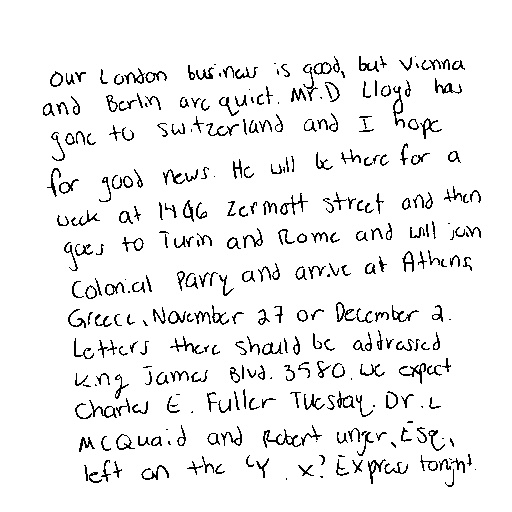 Our London business is good, but Vienna
and Berlin are quiet. Mr. D Lloyd has
gone to Switzerland and I hope
for good news. He will be there for a
week at 1496 Zermott street and then
goes to Turin and Rome and will join
Colonial Parry and arrive at Athens,
Greece, November 27 or December 2.
Letters there should be addressed
King James Blvd. 3580. We expect
Charles E. Fuller Tuesday. Dr. L
McQuaid and Robert unger, Esq.,
left on the "Y. X." Express tonight.